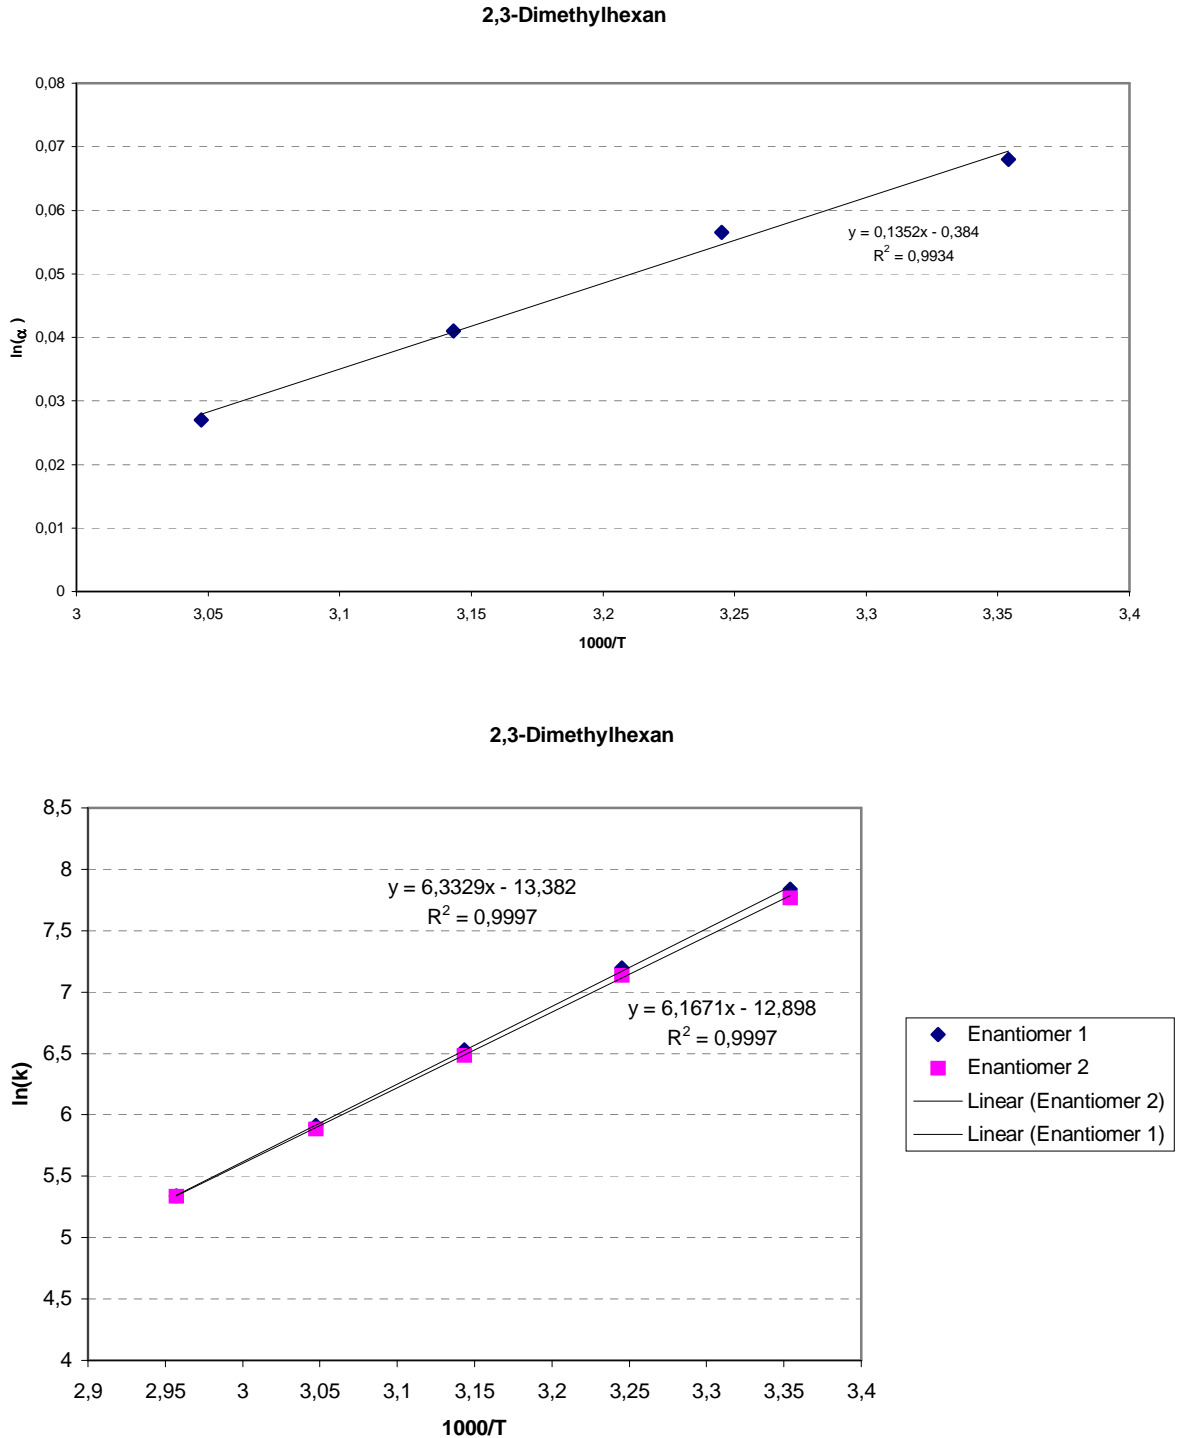 2,3-Dimethylhexan
0,08
0,07
0,06
0,05
0,04
0,03
0,02
0,01
0
ln(α)
y = 0,1352x - 0,384
R² = 0,9934
3 3,05 3,1 3,15 3,2 3,25 3,3 3,35 3,4
1000/T
2,3-Dimethylhexan
8,5
8
7,5
7
6,5
6
5,5
5
4,5
4
ln(k)
y = 6,3329x - 13,382
R² = 0,9997
y = 6,1671x - 12,898
R² = 0,9997
Enantiomer 1
Enantiomer 2
Linear (Enantiomer 2)
Linear (Enantiomer 1)
2,9 2,95 3 3,05 3,1 3,15 3,2 3,25 3,3 3,35 3,4
1000/T